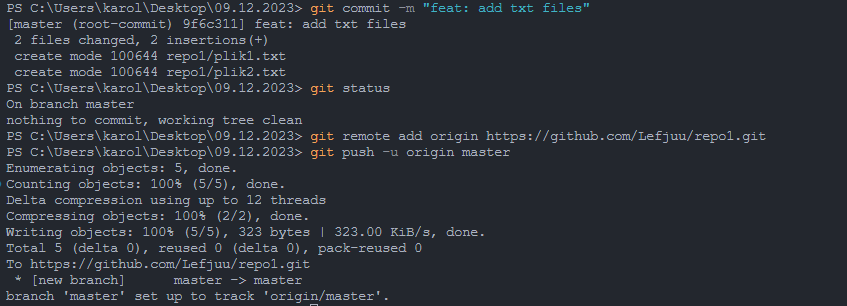 PS C:\Users\karol\Desktop\09.12.2023> git commit -m "feat: add txt files"
[master (root-commit) 9f6c311] feat: add txt files
 2 files changed, 2 insertions(+)
 create mode 100644 repo1/plik1.txt
 create mode 100644 repo1/plik2.txt
PS C:\Users\karol\Desktop\09.12.2023> git status
On branch master
nothing to commit, working tree clean
PS C:\Users\karol\Desktop\09.12.2023> git remote add origin https://github.com/Lefjuu/repo1.git
PS C:\Users\karol\Desktop\09.12.2023> git push -u origin master
Enumerating objects: 5, done.
Counting objects: 100% (5/5), done.
Delta compression using up to 12 threads
Compressing objects: 100% (2/2), done.
Writing objects: 100% (5/5), 323 bytes | 323.00 KiB/s, done.
Total 5 (delta 0), reused 0 (delta 0), pack-reused 0
To https://github.com/Lefjuu/repo1.git
 * [new branch]      master -> master
branch 'master' set up to track 'origin/master'.